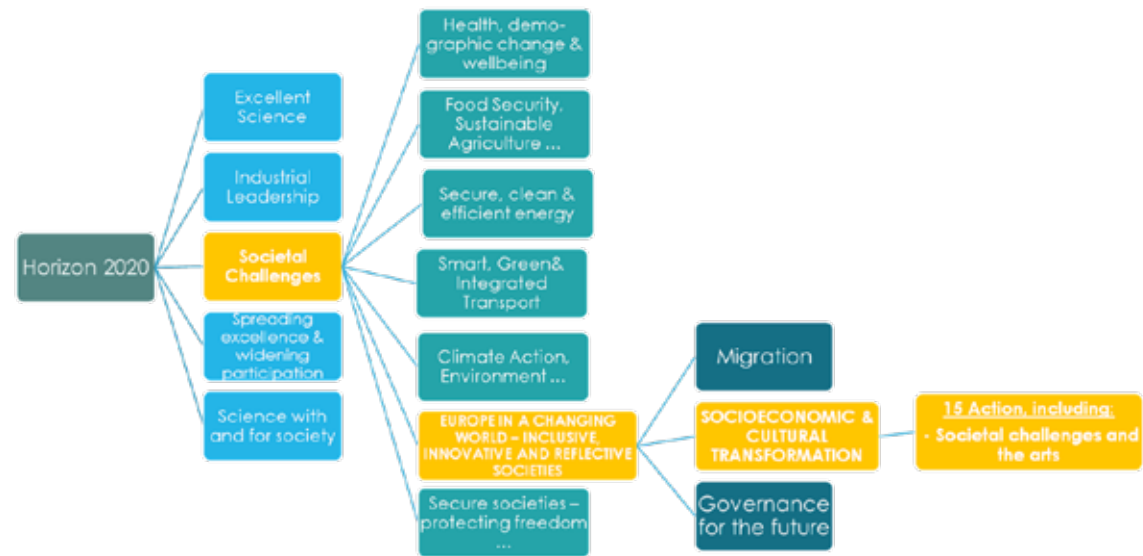 Horizon 2020
Excellent
Science
Industrial
Leadership
Societal
Challenges
Spreading
excellence &
widening
participation
Science with
and for society
Health, demo-
graphic change &
wellbeing
Food Security,
Sustainable
Agriculture ...
Secure, clean &
efficient energy
Smart, Green&
Integrated
Transport
Climate Action,
Environment ...
EUROPE IN A CHANGING
WORLD – INCLUSIVE,
INNOVATIVE AND REFLECTIVE
SOCIETIES
Secure societies –
protecting freedom
...
Migration
SOCIOECONOMIC &
CULTURAL
TRANSFORMATION
Governance
for the future
15 Action, including:
- Societal challenges and
the arts